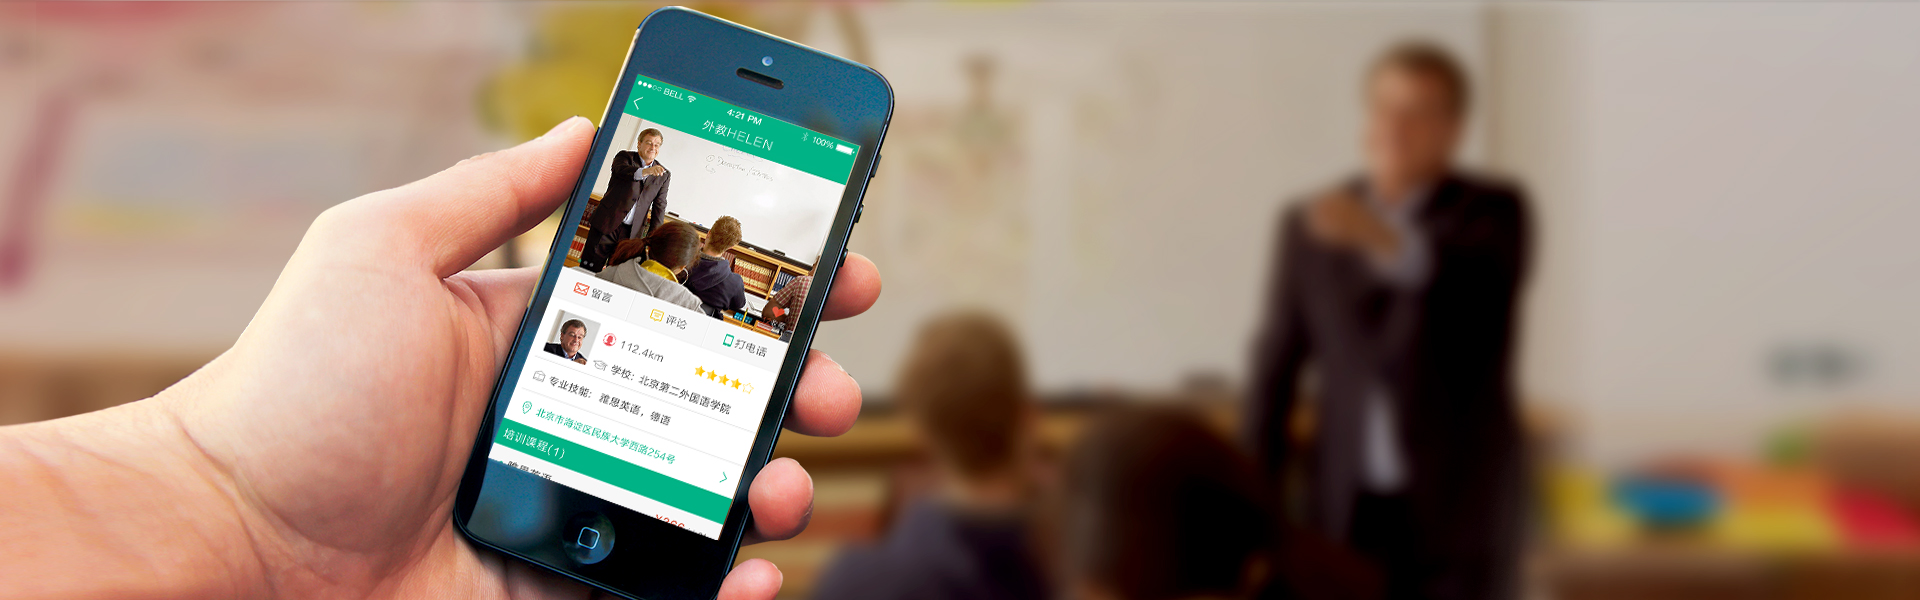 BELL 4:21 PM 100%
外教HELEN
留言 评论 打电话
112.4km
学校：北京第二外国语学院
专业技能：雅思英语，德语
北京市海淀区民族大学西路254号
培训课程(1)